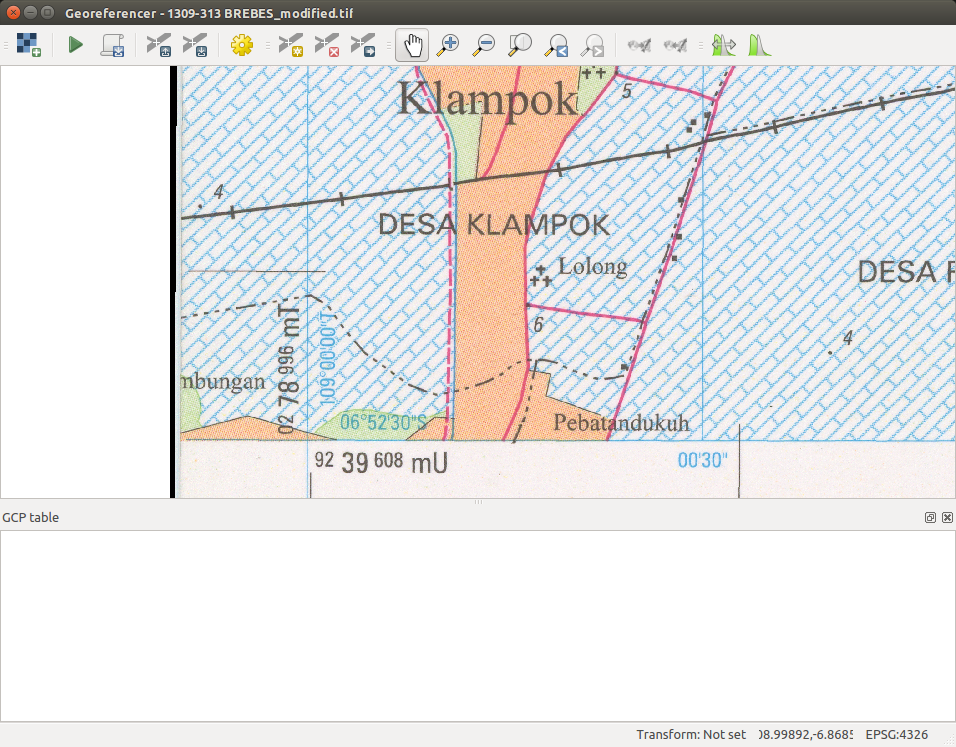 Georeferencer - 1309-313 BREBES_modified.tif
Klampok
5
4
DESA KLAMPOK
Lolong
DESA
6
4
02 78 996 mT
109°00'00"T
mbungan
06°52'30"S
Pebatandukuh
92 39 608 mU
00'30"
GCP table
Transform: Not set
8.99892,-6.8685
EPSG:4326